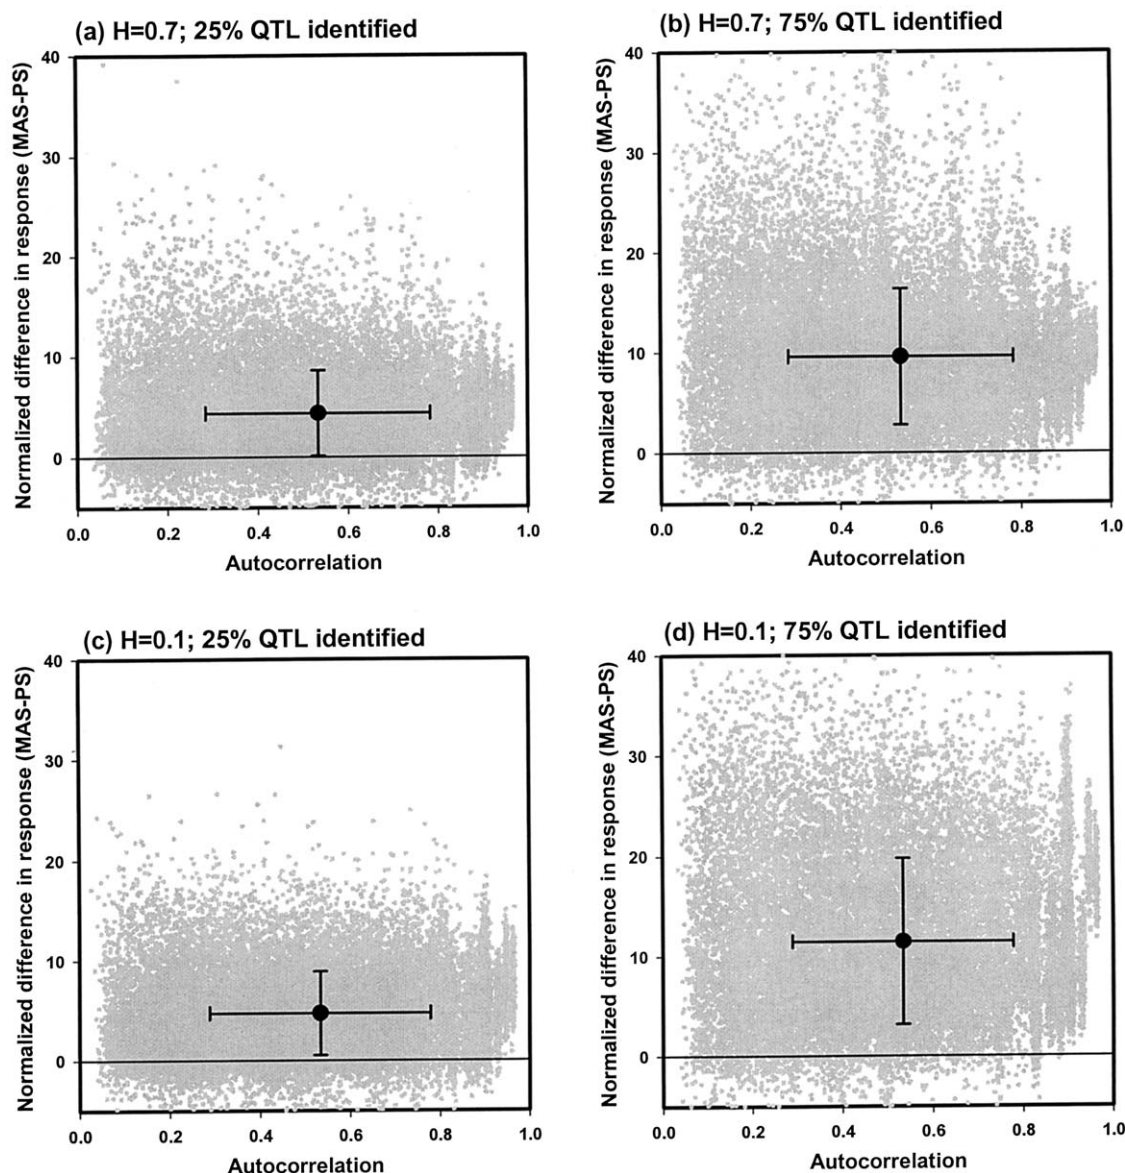 (a) H=0.7; 25% QTL identified
Normalized difference in response (MAS-PS)
40
30
20
10
0
0.0 0.2 0.4 0.6 0.8 1.0
Autocorrelation
(b) H=0.7; 75% QTL identified
Normalized difference in response (MAS-PS)
40
30
20
10
0
0.0 0.2 0.4 0.6 0.8 1.0
Autocorrelation
(c) H=0.1; 25% QTL identified
Normalized difference in response (MAS-PS)
40
30
20
10
0
0.0 0.2 0.4 0.6 0.8 1.0
Autocorrelation
(d) H=0.1; 75% QTL identified
Normalized difference in response (MAS-PS)
40
30
20
10
0
0.0 0.2 0.4 0.6 0.8 1.0
Autocorrelation